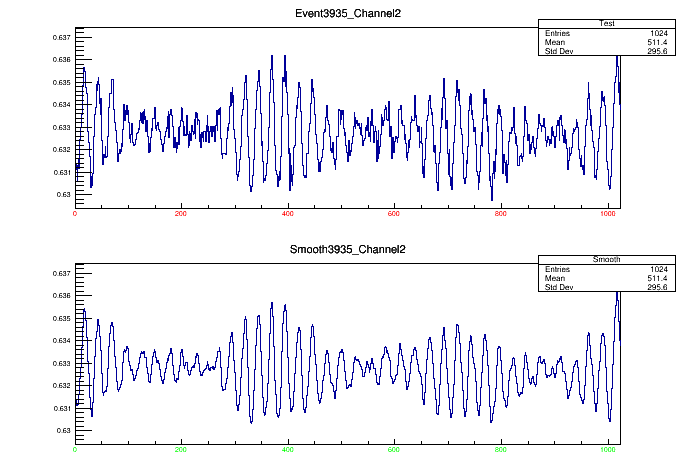 Event3935_Channel2
Test
Entries 1024
Mean 511.4
Std Dev 295.6
0.637
0.636
0.635
0.634
0.633
0.632
0.631
0.63
0 200 400 600 800 1000
Smooth3935_Channel2
Smooth
Entries 1024
Mean 511.4
Std Dev 295.6
0.637
0.636
0.635
0.634
0.633
0.632
0.631
0.63
0 200 400 600 800 1000